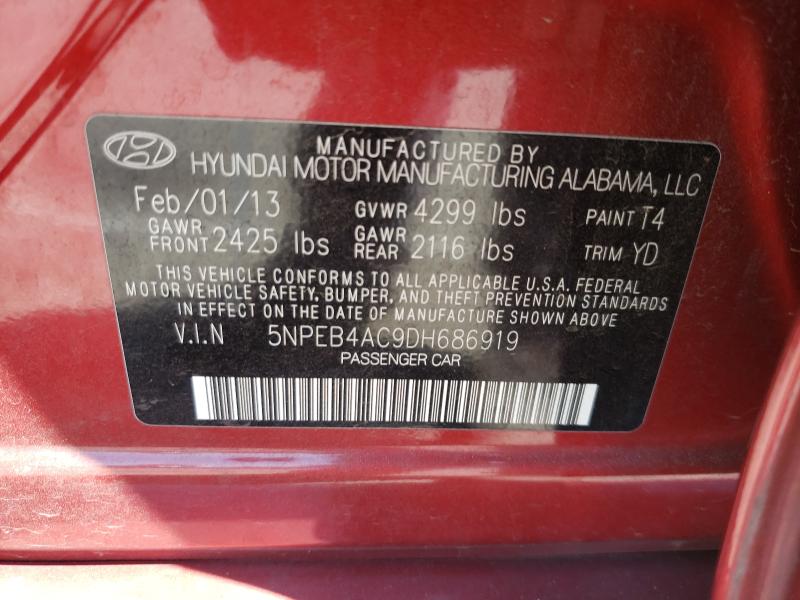 MANUFACTURED BY
HYUNDAI MOTOR MANUFACTURING ALABAMA, LLC
Feb/01/13 GVWR 4299 lbs PAINT T4
GAWR FRONT 2425 lbs GAWR REAR 2116 lbs TRIM YD
THIS VEHICLE CONFORMS TO ALL APPLICABLE U.S.A. FEDERAL
MOTOR VEHICLE SAFETY, BUMPER, AND THEFT PREVENTION STANDARDS
IN EFFECT ON THE DATE OF MANUFACTURE SHOWN ABOVE
V.I.N 5NPEB4AC9DH686919
PASSENGER CAR